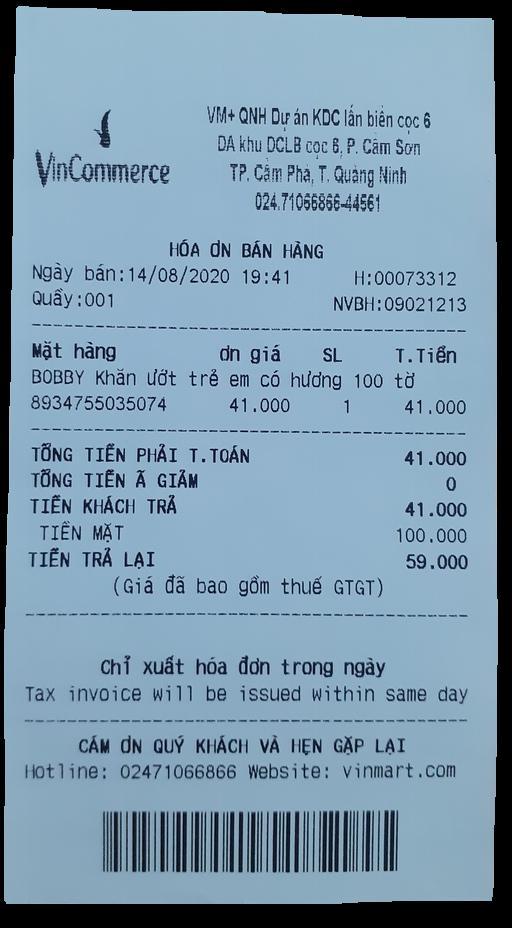 VinCommerce
VM+ QNH Dự án KDC lấn biển cọc 6
DA khu DCLB cọc 6, P. Cẩm Sơn
TP. Cẩm Phả, T. Quảng Ninh
024.71066866-44561
HÓA ƠN BÁN HÀNG
Ngày bán:14/08/2020 19:41 H:00073312
Quầy:001 NVBH:09021213
Mặt hàng ơn giá SL T.Tiền
BOBBY Khăn ướt trẻ em có hương 100 tờ
8934755035074 41.000 1 41.000
TỔNG TIỀN PHẢI T.TOÁN 41.000
TỔNG TIỀN Ã GIẢM 0
TIỀN KHÁCH TRẢ 41.000
TIỀN MẶT 100.000
TIỀN TRẢ LẠI 59.000
(Giá đã bao gồm thuế GTGT)
Chỉ xuất hóa đơn trong ngày
Tax invoice will be issued within same day
CẢM ƠN QUÝ KHÁCH VÀ HẸN GẶP LẠI
Hotline: 02471066866 Website: vinmart.com